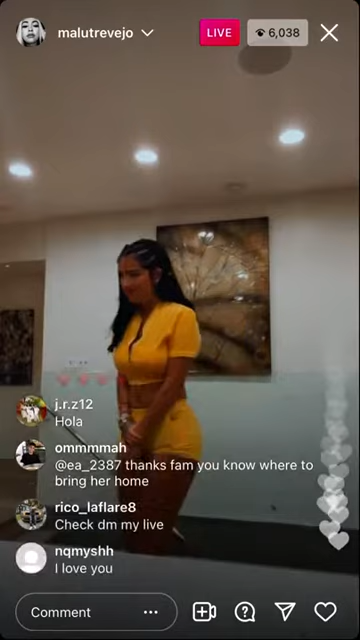 malutrevejo
LIVE
6,038
j.r.z12
Hola
ommmmah
@ea_2387 thanks fam you know where to
bring her home
rico_laflare8
Check dm my live
nqmyshh
I love you
Comment